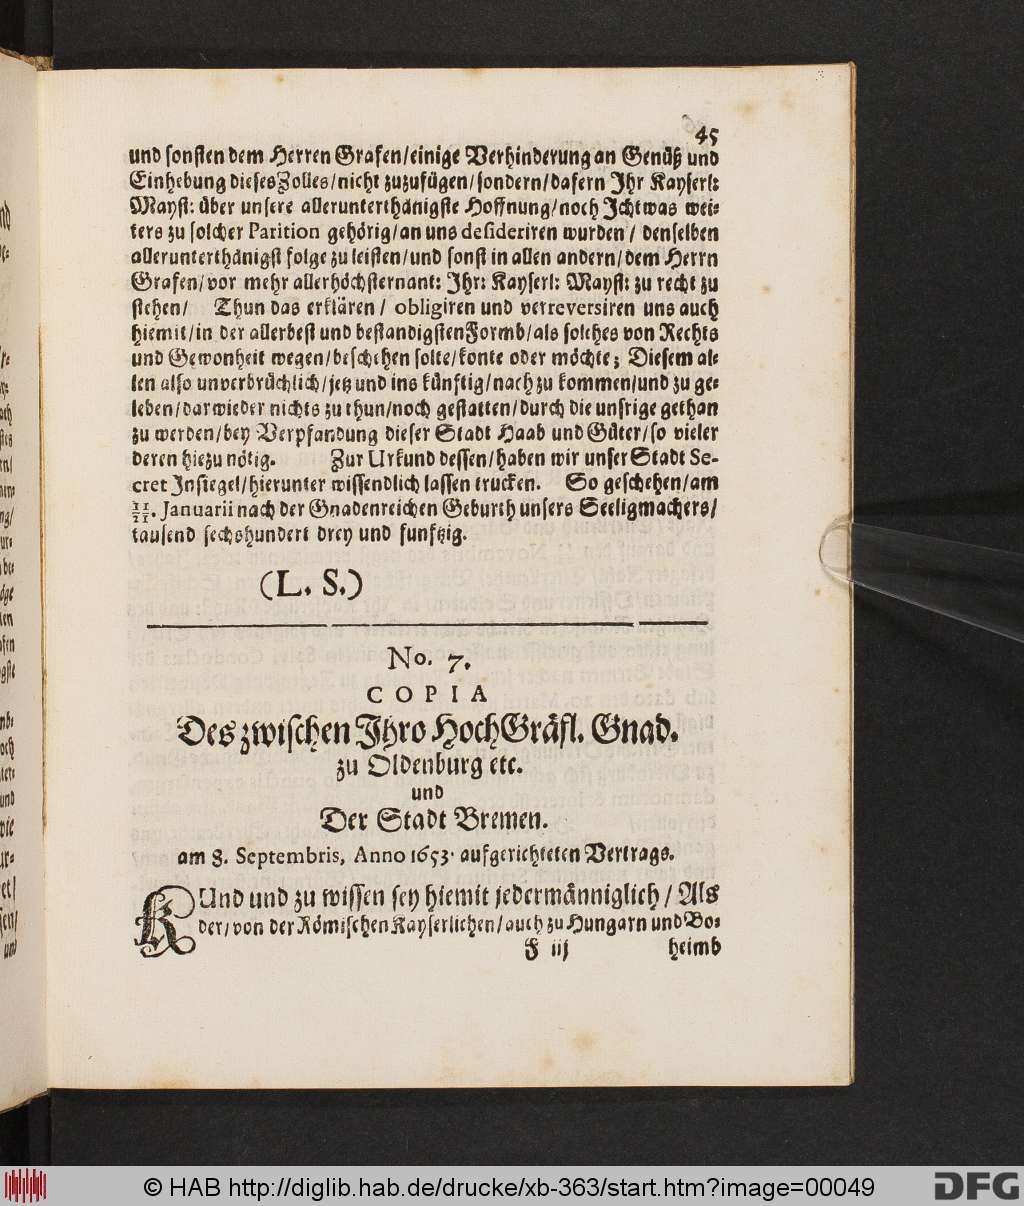 45
und sonsten dem Herren Grafen/einige Verhinderung an Genüß und
Einhebung dieses Zolles/nicht zuzufügen/sondern/dafern Ihr Kayserl:
Mayst: über unsere allerunterthänigste Hoffnung/noch Ichtwas wei-
ters zu solcher Parition gehörig/an uns desideriren wurden/ denselben
allerunterthänigst folge zu leisten/und sonst in allen andern/dem Herrn
Grafen/vor mehr allerhöchsternant: Ihr: Kayserl: Mayst: zu recht zu
stehen/ Thun das erklären/ obligiren und verreversiren uns auch
hiemit/in der allerbest und bestandigsten Formb/als solches von Rechts
und Gewonheit wegen/beschehen solte/konte oder möchte; Diesem al-
len also unverbrüchlich/jetz und ins künftig/nach zu kommen/und zu ge-
leben/darwieder nichts zu thun/noch gestatten/durch die unsrige gethan
zu werden/bey Verpfandung dieser Stadt Haab und Güter/so vieler
deren hiezu nötig. Zur Urkund dessen/haben wir unser Stadt Se-
cret Insiegel/hierunter wissendlich lassen trucken. So geschehen/am
11/21. Januarii nach der Gnadenreichen Geburth unsers Seeligmachers/
tausend sechshundert drey und funftzig.
(L. S.)
No. 7.
COPIA
Des zwischen Ihro HochGräfl. Gnad.
zu Oldenburg etc.
und
Der Stadt Bremen.
am 8. Septembris, Anno 1653. aufgerichteten Vertrags.
KUnd und zu wissen sey hiemit jedermänniglich/ Als
der/von der Römischen Kayserlichen/auch zu Hungarn und Bo-
F iij heimb
© HAB http://diglib.hab.de/drucke/xb-363/start.htm?image=00049
DFG